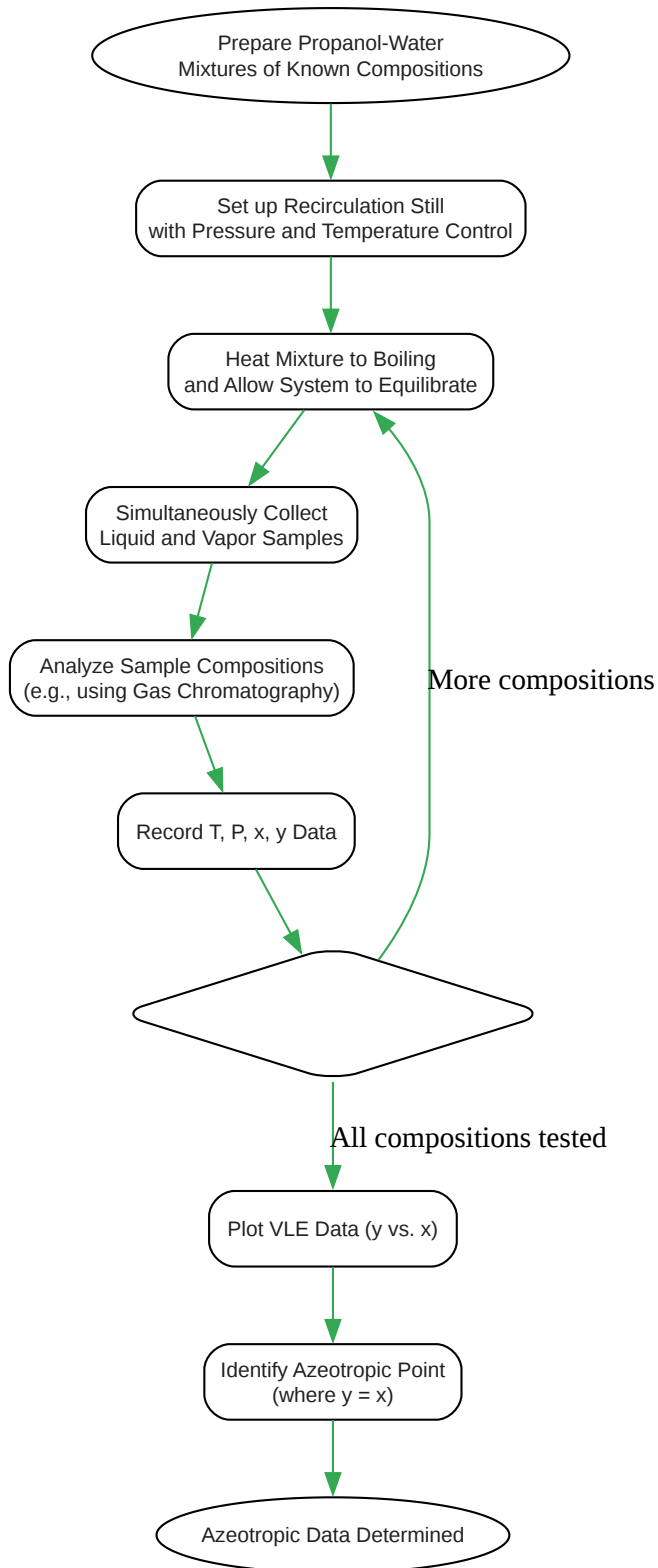 Prepare Propanol-Water
Mixtures of Known Compositions
Set up Recirculation Still
with Pressure and Temperature Control
Heat Mixture to Boiling
and Allow System to Equilibrate
Simultaneously Collect
Liquid and Vapor Samples
Analyze Sample Compositions
(e.g., using Gas Chromatography)
More compositions
Record T, P, x, y Data
All compositions tested
Plot VLE Data (y vs. x)
Identify Azeotropic Point
(where y = x)
Azeotropic Data Determined